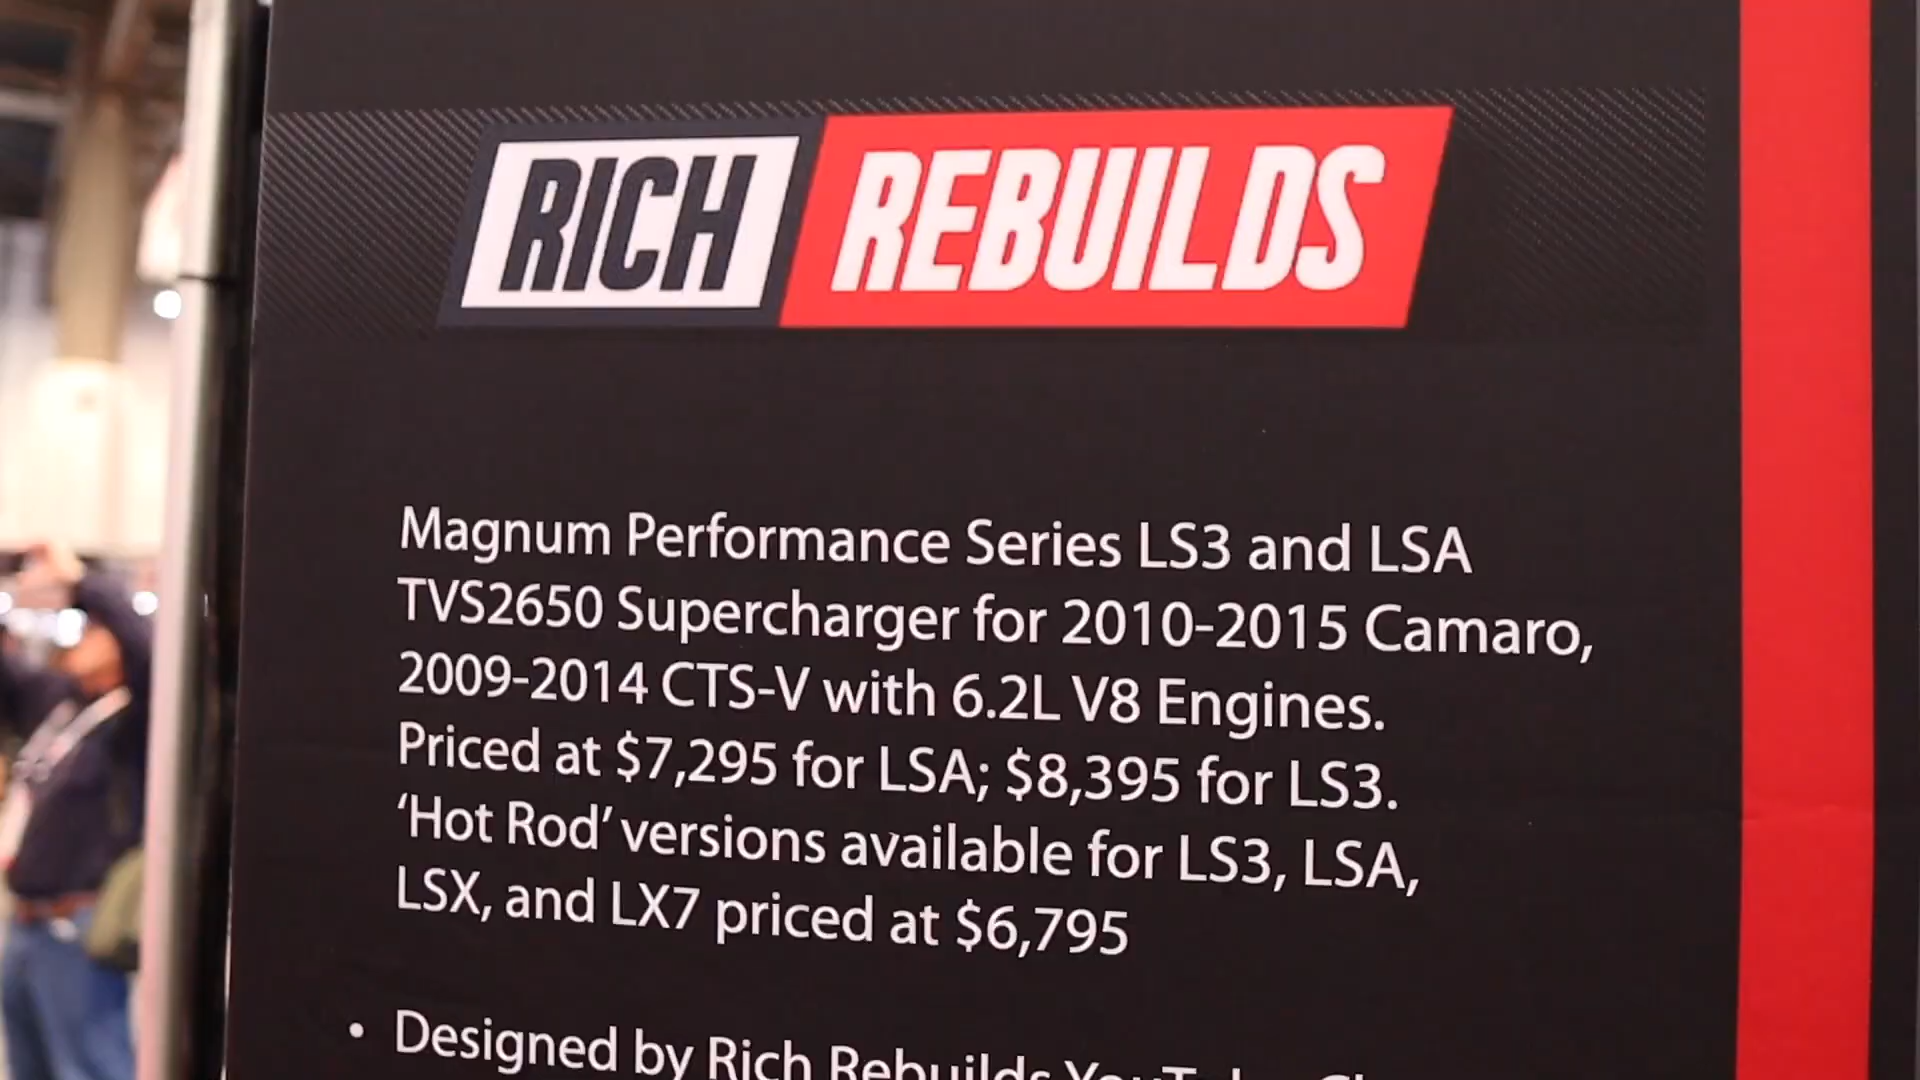 RICH REBUILDS
Magnum Performance Series LS3 and LSA
TVS2650 Supercharger for 2010-2015 Camaro,
2009-2014 CTS-V with 6.2L V8 Engines.
Priced at $7,295 for LSA; $8,395 for LS3.
‘Hot Rod’ versions available for LS3, LSA,
LSX, and LX7 priced at $6,795
• Designed by Rich Rebuilds YouTube